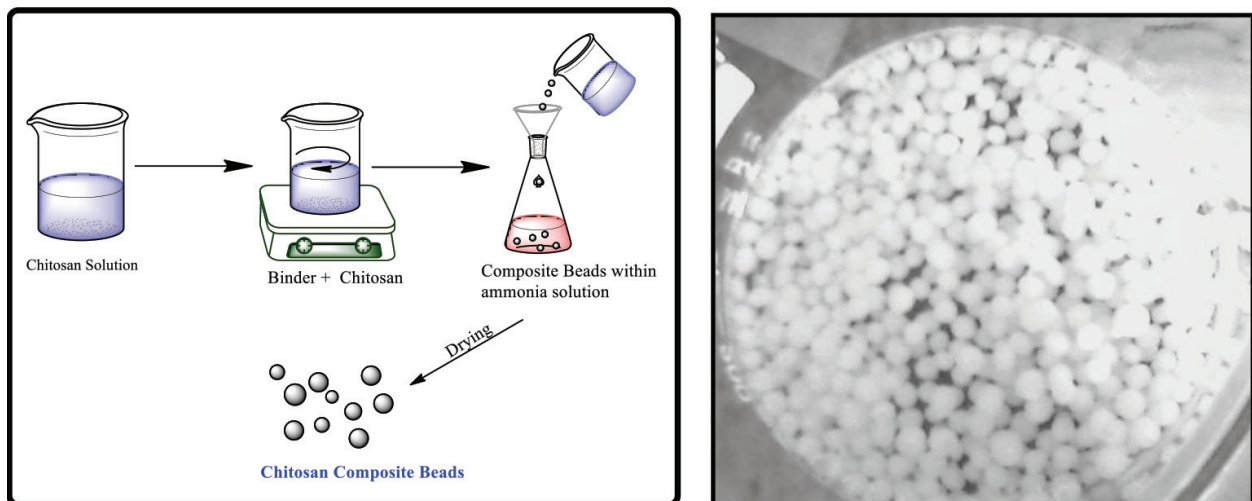 Chitosan Solution
Binder + Chitosan
Composite Beads within
ammonia solution
Drying
Chitosan Composite Beads